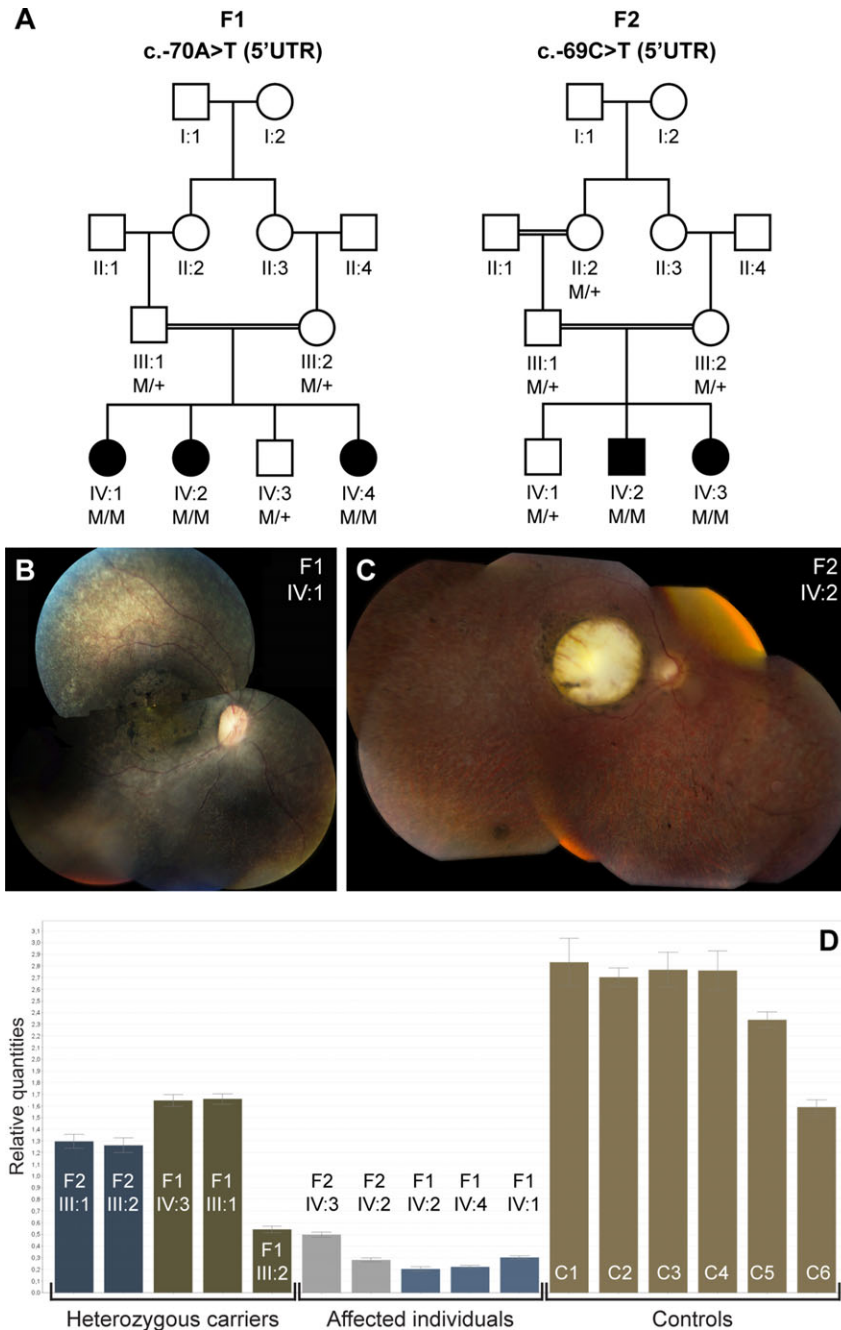 A
F1
c.-70A>T (5’UTR)
I:1
I:2
II:1
II:2
II:3
II:4
III:1
M/+
III:2
M/+
IV:1
M/M
IV:2
M/M
IV:3
M/+
IV:4
M/M
F2
c.-69C>T (5’UTR)
I:1
I:2
II:1
II:2
M/+
II:3
II:4
III:1
M/+
III:2
M/+
IV:1
M/+
IV:2
M/M
IV:3
M/M
B
F1
IV:1
C
F2
IV:2
D
Relative quantities
3,1
3,0
2,9
2,8
2,7
2,6
2,5
2,4
2,3
2,2
2,1
2,0
1,9
1,8
1,7
1,6
1,5
1,4
1,3
1,2
1,1
1,0
0,9
0,8
0,7
0,6
0,5
0,4
0,3
0,2
0,1
0,0
F2
III:1
F2
III:2
F1
IV:3
F1
III:1
F1
III:2
F2
IV:3
F2
IV:2
F1
IV:2
F1
IV:4
F1
IV:1
C1
C2
C3
C4
C5
C6
Heterozygous carriers
Affected individuals
Controls